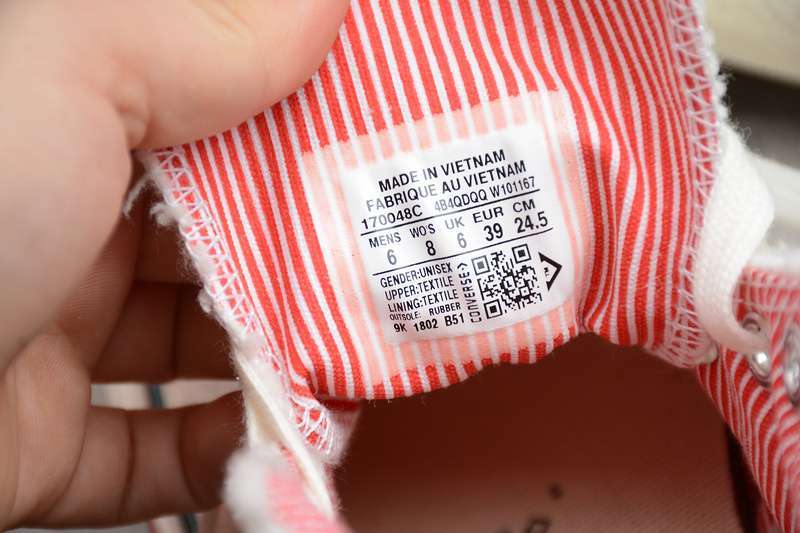 MADE IN VIETNAM
FABRIQUE AU VIETNAM
170048C 4B4QDQQ W101167
MENS WO'S UK EUR CM
6 8 6 39 24.5
GENDER:UNISEX
UPPER:TEXTILE
LINING:TEXTILE
OUTSOLE: RUBBER
9K 1802 B51
CONVERSE>